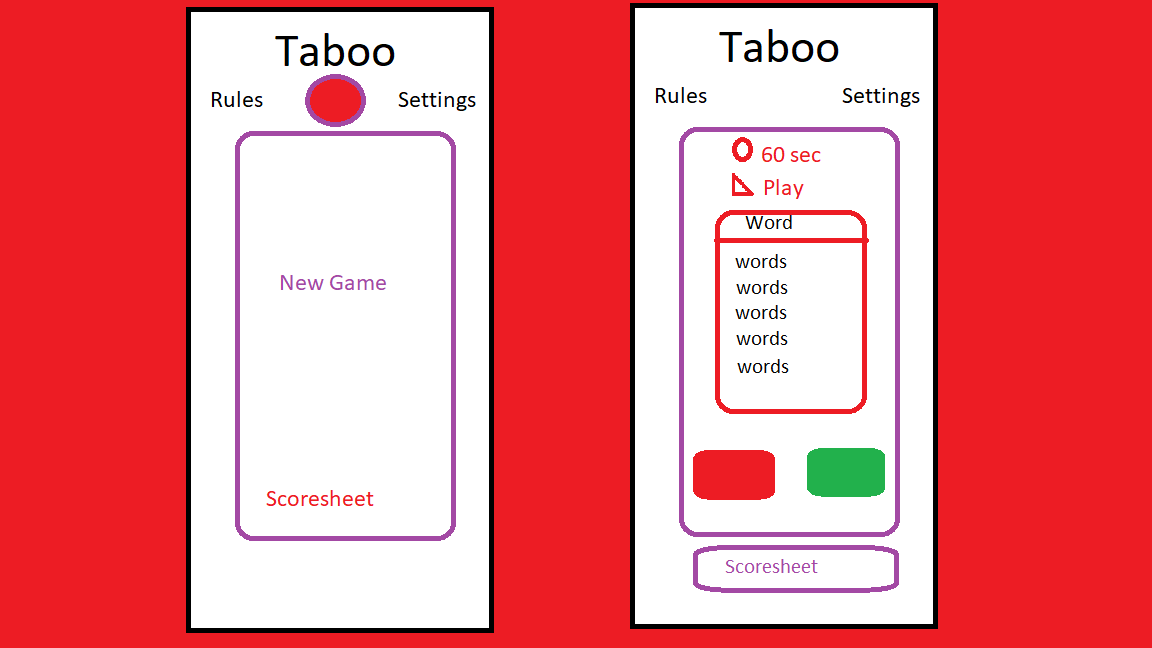 Taboo
Rules
Settings
New Game
Scoresheet
Taboo
Rules
Settings
60 sec
Play
Word
words
words
words
words
words
Scoresheet